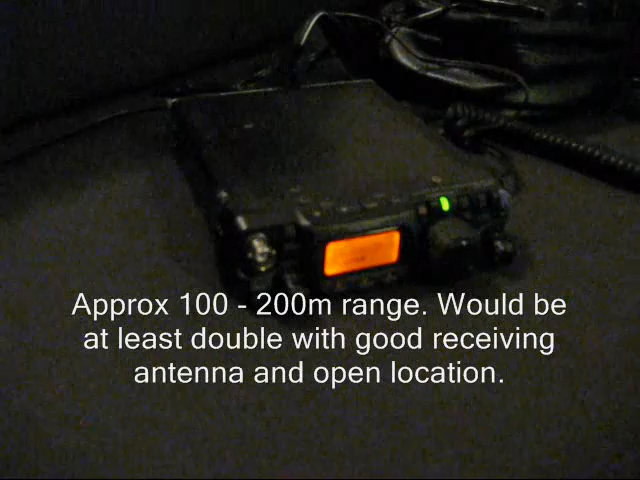 Approx 100 - 200m range. Would be
at least double with good receiving
antenna and open location.